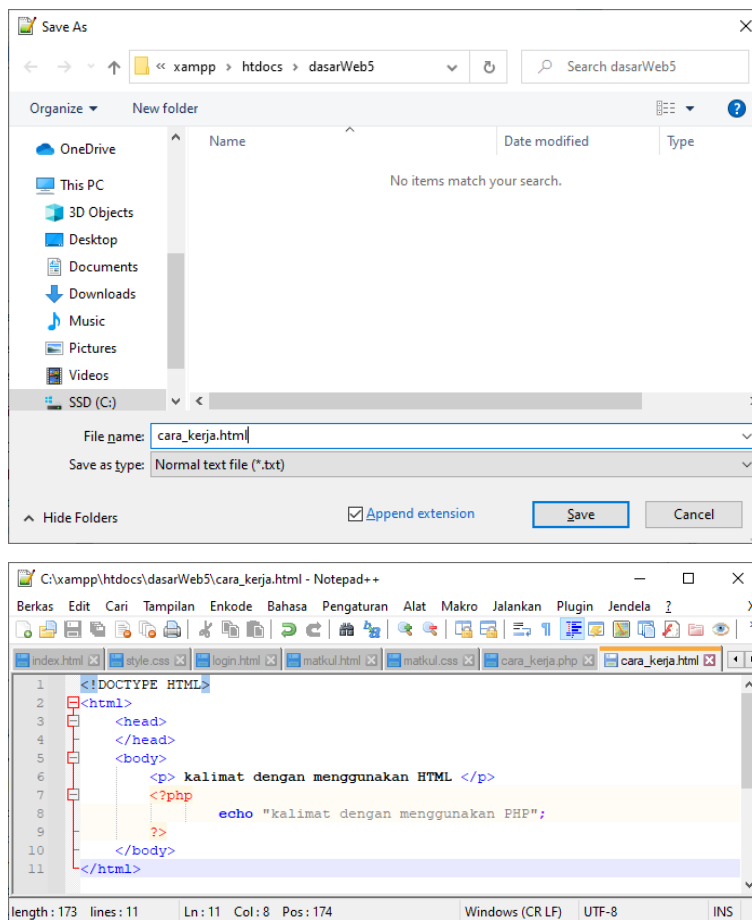 Save As
« xampp › htdocs › dasarWeb5
Search dasarWeb5
Organize
New folder
?
Name
Date modified
Type
No items match your search.
OneDrive
This PC
3D Objects
Desktop
Documents
Downloads
Music
Pictures
Videos
SSD (C:)
File name: cara_kerja.html
Save as type: Normal text file (*.txt)
Hide Folders
Append extension
Save
Cancel
C:\xampp\htdocs\dasarWeb5\cara_kerja.html - Notepad++
Berkas Edit Cari Tampilan Enkode Bahasa Pengaturan Alat Makro Jalankan Plugin Jendela ? X
index.html style.css login.html matkul.html matkul.css cara_kerja.php cara_kerja.html
1 <!DOCTYPE HTML>
2 <html>
3 <head>
4 </head>
5 <body>
6 <p> kalimat dengan menggunakan HTML </p>
7 <?php
8 echo "kalimat dengan menggunakan PHP";
9 ?>
10 </body>
11 </html>
length : 173 lines : 11 Ln : 11 Col : 8 Pos : 174 Windows (CR LF) UTF-8 INS